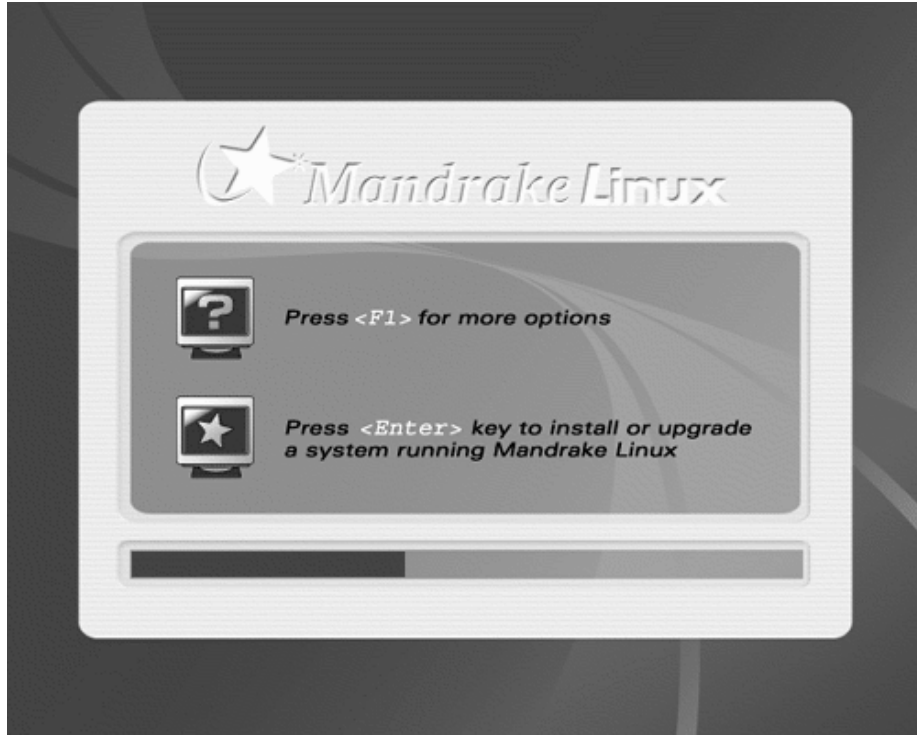 Mandrake Linux
?
Press <F1> for more options
Press <Enter> key to install or upgrade
a system running Mandrake Linux